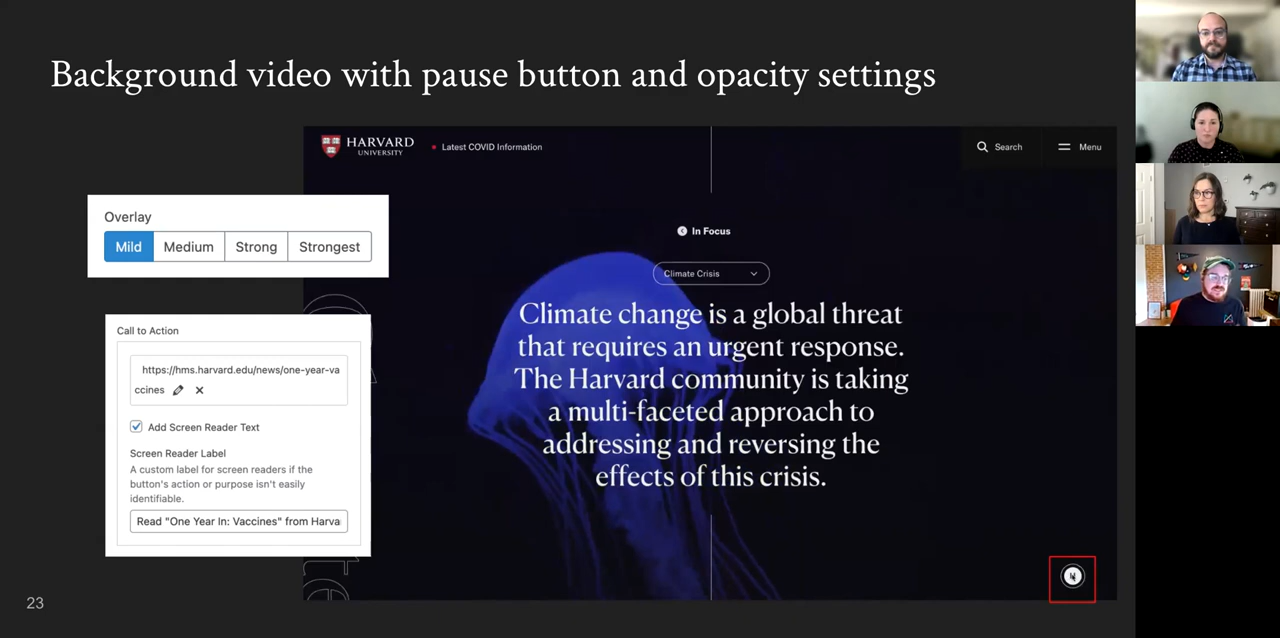 Background video with pause button and opacity settings
HARVARD
UNIVERSITY
Latest COVID Information
Search
Menu
Overlay
Mild
Medium
Strong
Strongest
In Focus
Climate Crisis
Climate change is a global threat
that requires an urgent response.
The Harvard community is taking
a multi-faceted approach to
addressing and reversing the
effects of this crisis.
Call to Action
https://hms.harvard.edu/news/one-year-va
ccines
Add Screen Reader Text
Screen Reader Label
A custom label for screen readers if the
button's action or purpose isn't easily
identifiable.
Read "One Year In: Vaccines" from Harva
23